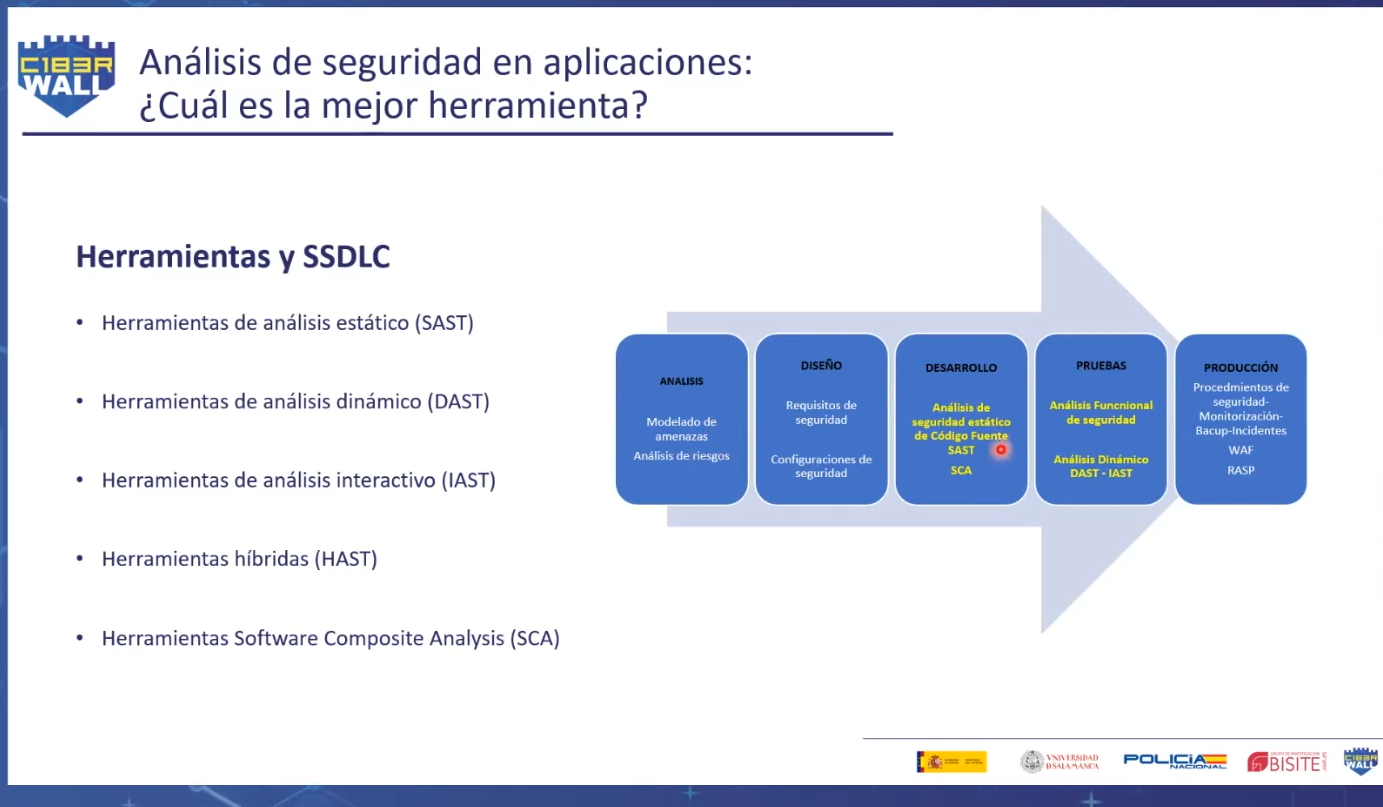 C1B3R
WALL
Análisis de seguridad en aplicaciones:
¿Cuál es la mejor herramienta?
Herramientas y SSDLC
• Herramientas de análisis estático (SAST)
• Herramientas de análisis dinámico (DAST)
• Herramientas de análisis interactivo (IAST)
• Herramientas híbridas (HAST)
• Herramientas Software Composite Analysis (SCA)
ANALISIS
Modelado de
amenazas
Análisis de riesgos
DISEÑO
Requisitos de
seguridad
Configuraciones de
seguridad
DESARROLLO
Análisis de
seguridad estático
de Código Fuente
SAST
SCA
PRUEBAS
Análisis Funcnional
de seguridad
Análisis Dinámico
DAST - IAST
PRODUCCIÓN
Procedmientos de
seguridad-
Monitorización-
Bacup-Incidentes
WAF
RASP
VNIVERSIDAD
D SALAMANCA
POLICIA
NACIONAL
BISITE
C1B3R
WALL